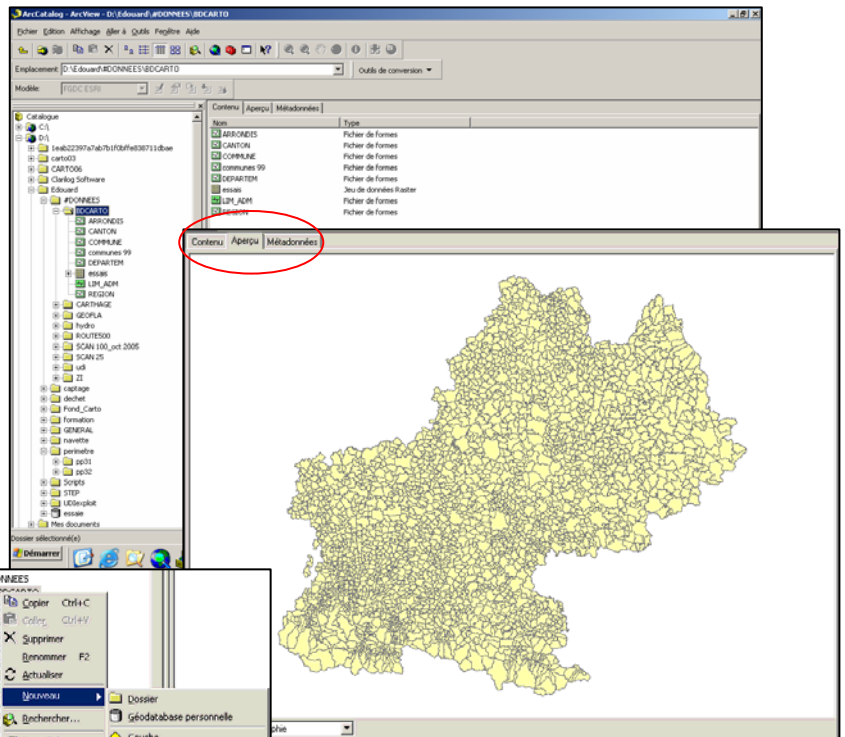 ArcCatalog - ArcView - D:\Edouard\#DONNEES\BDCARTO
Fichier Edition Affichage Aller à Outils Fenêtre Aide
Emplacement: D:\Edouard\#DONNEES\BDCARTO
Outils de conversion
Modèle: FGDC ESRI
Catalogue
C:\
D:\
1eab22397a7ab7b1f0bffe838711dbae
carto03
CARTO06
Clarilog Software
Edouard
#DONNEES
BDCARTO
ARRONDIS
CANTON
COMMUNE
communes 99
DEPARTEM
essais
LIM_ADM
REGION
CARTHAGE
GEOFLA
hydro
ROUTE500
SCAN 100_oct 2005
SCAN 25
udi
ZI
captage
dechet
Fond_Carto
formation
GENERAL
navette
perimetre
pp31
pp32
Scripts
STEP
UDIexploit
essaie
Mes documents
Dossier sélectionné(e)
Démarrer
Contenu Aperçu Métadonnées
Nom Type
ARRONDIS Fichier de formes
CANTON Fichier de formes
COMMUNE Fichier de formes
communes 99 Fichier de formes
DEPARTEM Fichier de formes
essais Jeu de données Raster
LIM_ADM Fichier de formes
REGION Fichier de formes
Contenu Aperçu Métadonnées
phie
ONNEES
Copier Ctrl+C
Coller Ctrl+V
Supprimer
Renommer F2
Actualiser
Nouveau
Rechercher...
Dossier
Géodatabase personnelle
Couche